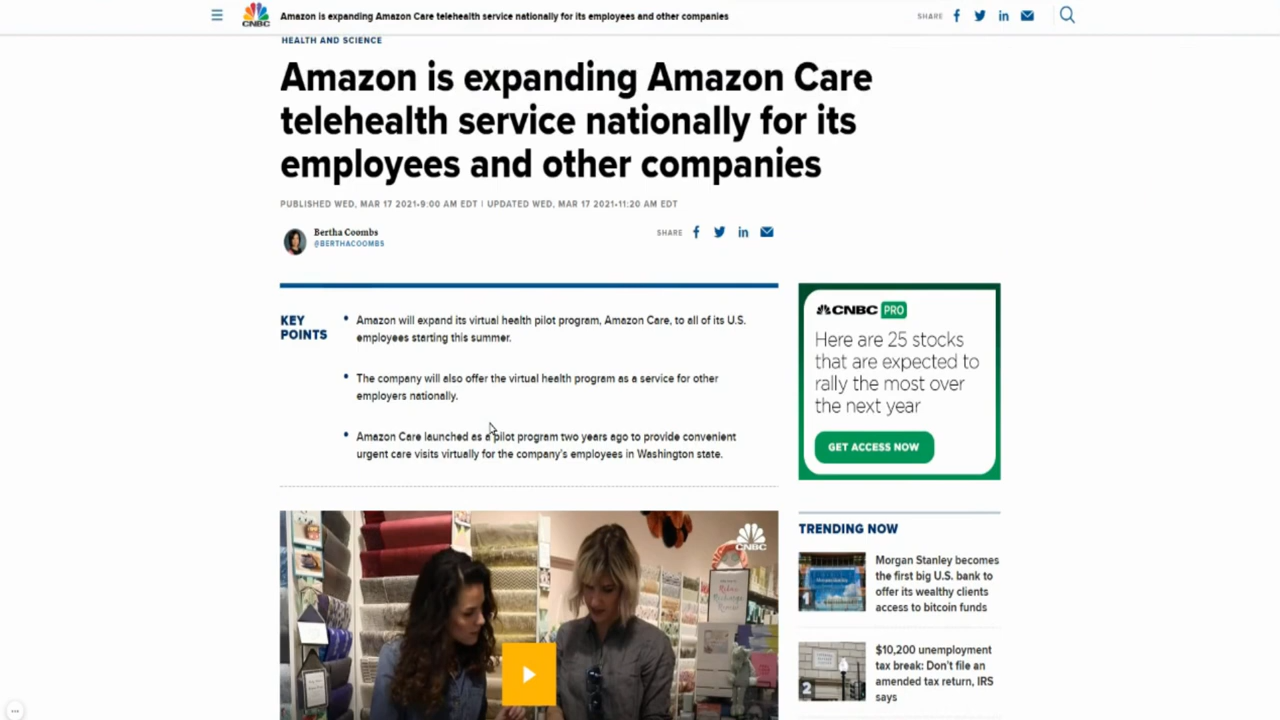 CNBC
Amazon is expanding Amazon Care telehealth service nationally for its employees and other companies
SHARE
HEALTH AND SCIENCE
Amazon is expanding Amazon Care
telehealth service nationally for its
employees and other companies
PUBLISHED WED, MAR 17 2021•9:00 AM EDT | UPDATED WED, MAR 17 2021•11:20 AM EDT
Bertha Coombs
@BERTHACOOMBS
SHARE
KEY
POINTS
Amazon will expand its virtual health pilot program, Amazon Care, to all of its U.S.
employees starting this summer.
The company will also offer the virtual health program as a service for other
employers nationally.
Amazon Care launched as a pilot program two years ago to provide convenient
urgent care visits virtually for the company's employees in Washington state.
CNBC
CNBC PRO
Here are 25 stocks
that are expected to
rally the most over
the next year
GET ACCESS NOW
TRENDING NOW
1
Morgan Stanley becomes
the first big U.S. bank to
offer its wealthy clients
access to bitcoin funds
2
$10,200 unemployment
tax break: Don't file an
amended tax return, IRS
says